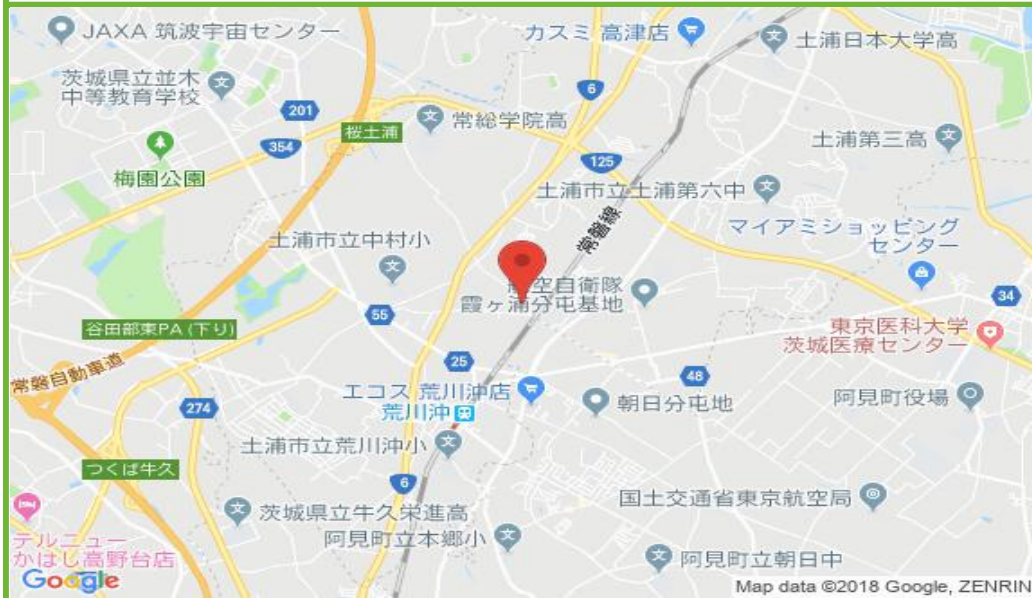 JAXA 筑波宇宙センター
カスミ 高津店
土浦日本大学高
茨城県立並木
中等教育学校
6
201
常総学院高
桜土浦
354
125
土浦第三高
梅園公園
土浦市立土浦第六中
常磐線
マイアミショッピング
センター
土浦市立中村小
空自衛隊
霞ヶ浦分屯基地
34
55
谷田部東PA (下り)
東京医科大学
茨城医療センター
常磐自動車道
25
48
エコス 荒川沖店
荒川沖
274
朝日分屯地
阿見町役場
土浦市立荒川沖小
つくば牛久
6
国土交通省東京航空局
茨城県立牛久栄進高
阿見町立本郷小
テルニュー
かはし高野台店
阿見町立朝日中
Google
Map data ©2018 Google, ZENRIN